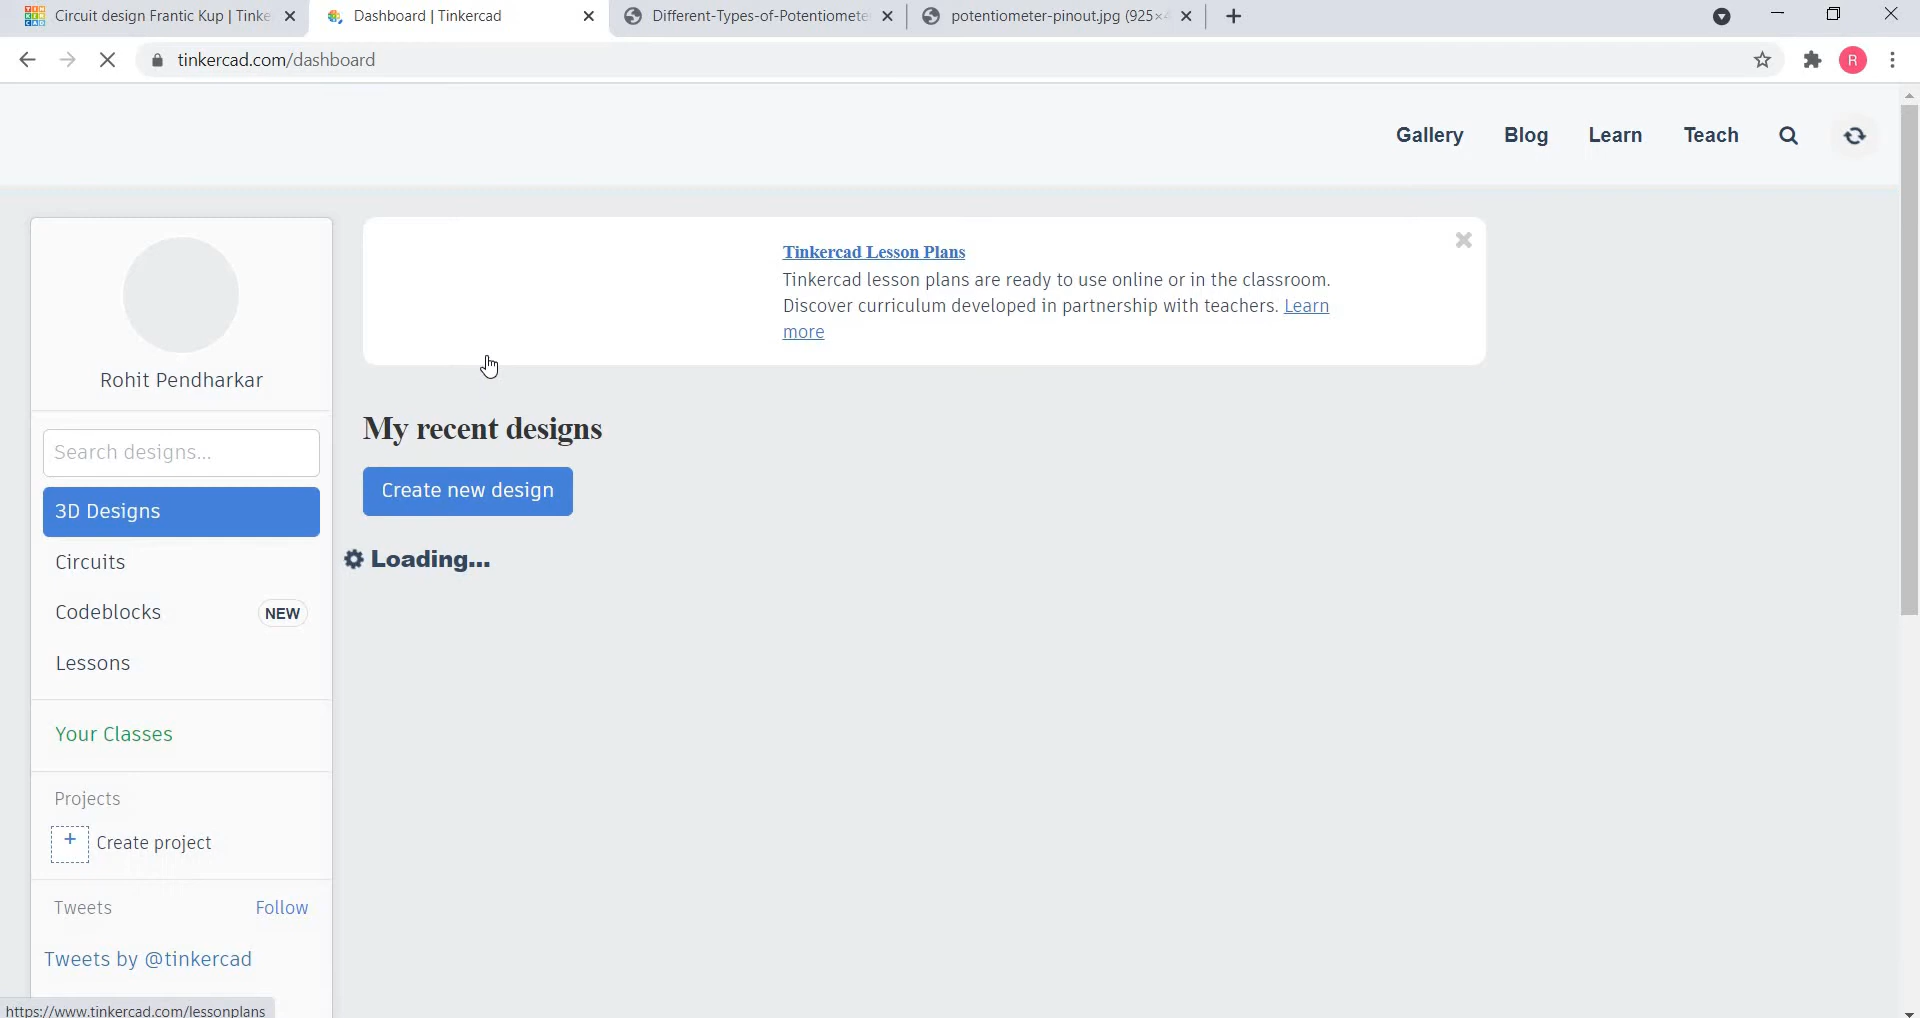 Circuit design Frantic Kup | Tinke
Dashboard | Tinkercad
Different-Types-of-Potentiomete
potentiometer-pinout.jpg (925×4
tinkercad.com/dashboard
R
Gallery
Blog
Learn
Teach
Tinkercad Lesson Plans
Tinkercad lesson plans are ready to use online or in the classroom.
Discover curriculum developed in partnership with teachers. Learn
more
Rohit Pendharkar
My recent designs
Search designs...
Create new design
3D Designs
Circuits
Loading...
Codeblocks
NEW
Lessons
Your Classes
Projects
+ Create project
Tweets
Follow
Tweets by @tinkercad
https://www.tinkercad.com/lessonplans